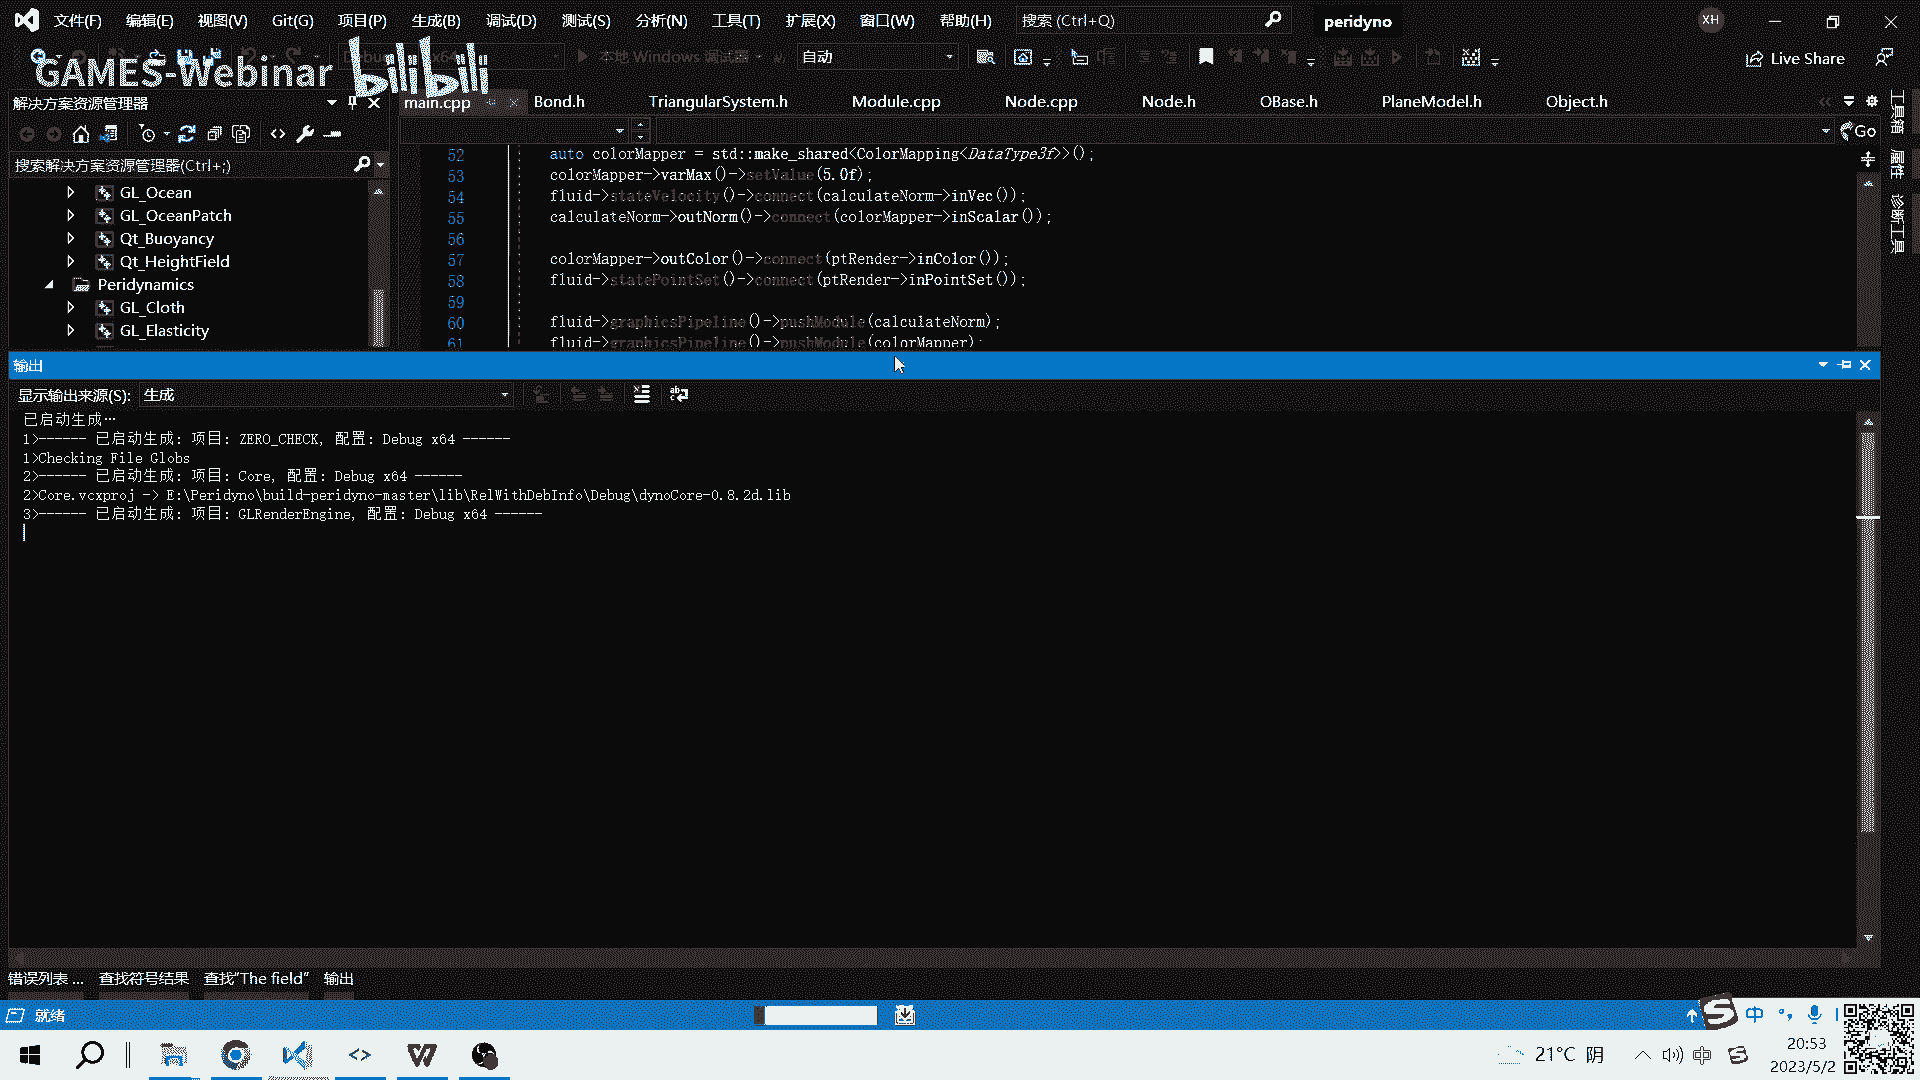 文件(F) 编辑(E) 视图(V) Git(G) 项目(P) 生成(B) 调试(D) 测试(S) 分析(N) 工具(T) 扩展(X) 窗口(W) 帮助(H) 搜索 (Ctrl+Q) peridyno XH
本地 Windows 调试器 自动 Live Share
GAMES-Webinar bilibili
解决方案资源管理器
main.cpp Bond.h TriangularSystem.h Module.cpp Node.cpp Node.h OBase.h PlaneModel.h Object.h
Go
搜索解决方案资源管理器(Ctrl+;)
GL_Ocean
GL_OceanPatch
Qt_Buoyancy
Qt_HeightField
Peridynamics
GL_Cloth
GL_Elasticity
52 auto colorMapper = std::make_shared<ColorMapping<DataType3f>>();
53 colorMapper->varMax()->setValue(5.0f);
54 fluid->stateVelocity()->connect(calculateNorm->inVec());
55 calculateNorm->outNorm()->connect(colorMapper->inScalar());
56
57 colorMapper->outColor()->connect(ptRender->inColor());
58 fluid->statePointSet()->connect(ptRender->inPointSet());
59
60 fluid->graphicsPipeline()->pushModule(calculateNorm);
61 fluid->graphicsPipeline()->pushModule(colorMapper);
工具箱
属性
诊断工具
输出
显示输出来源(S): 生成
已启动生成…
1>------ 已启动生成: 项目: ZERO_CHECK, 配置: Debug x64 ------
1>Checking File Globs
2>------ 已启动生成: 项目: Core, 配置: Debug x64 ------
2>Core.vcxproj -> E:\Peridyno\build-peridyno-master\lib\RelWithDebInfo\Debug\dynoCore-0.8.2d.lib
3>------ 已启动生成: 项目: GLRenderEngine, 配置: Debug x64 ------
错误列表 ... 查找符号结果 查找"The field" 输出
就绪
中
21°C 阴 中 20:53
2023/5/2